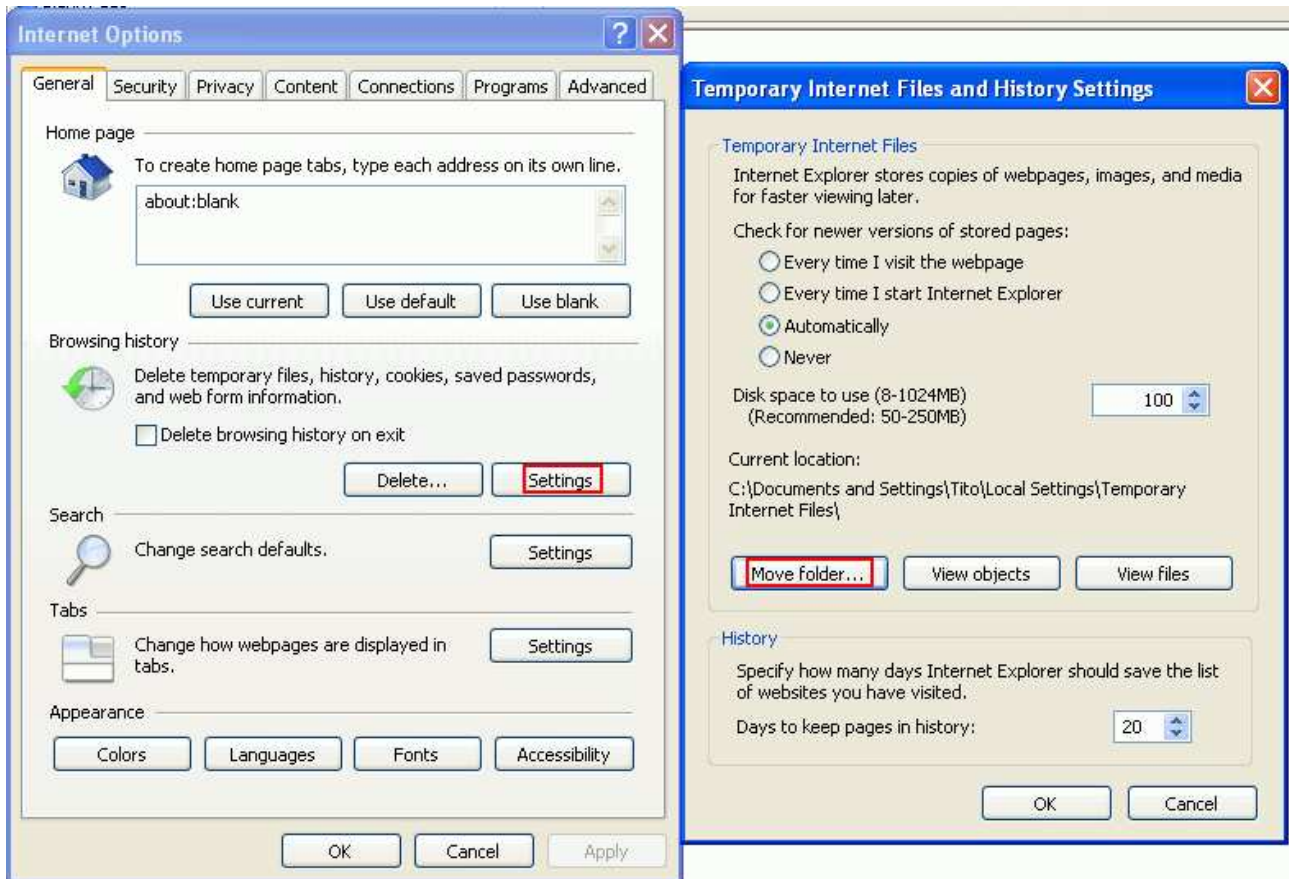 Internet Options
General Security Privacy Content Connections Programs Advanced
Home page
To create home page tabs, type each address on its own line.
about:blank
Use current Use default Use blank
Browsing history
Delete temporary files, history, cookies, saved passwords,
and web form information.
Delete browsing history on exit
Delete... Settings
Search
Change search defaults.
Settings
Tabs
Change how webpages are displayed in
tabs.
Settings
Appearance
Colors Languages Fonts Accessibility
OK Cancel Apply
Temporary Internet Files and History Settings
Temporary Internet Files
Internet Explorer stores copies of webpages, images, and media
for faster viewing later.
Check for newer versions of stored pages:
Every time I visit the webpage
Every time I start Internet Explorer
Automatically
Never
Disk space to use (8-1024MB)
(Recommended: 50-250MB)
100
Current location:
C:\Documents and Settings\Tito\Local Settings\Temporary
Internet Files\
Move folder... View objects View files
History
Specify how many days Internet Explorer should save the list
of websites you have visited.
Days to keep pages in history: 20
OK Cancel